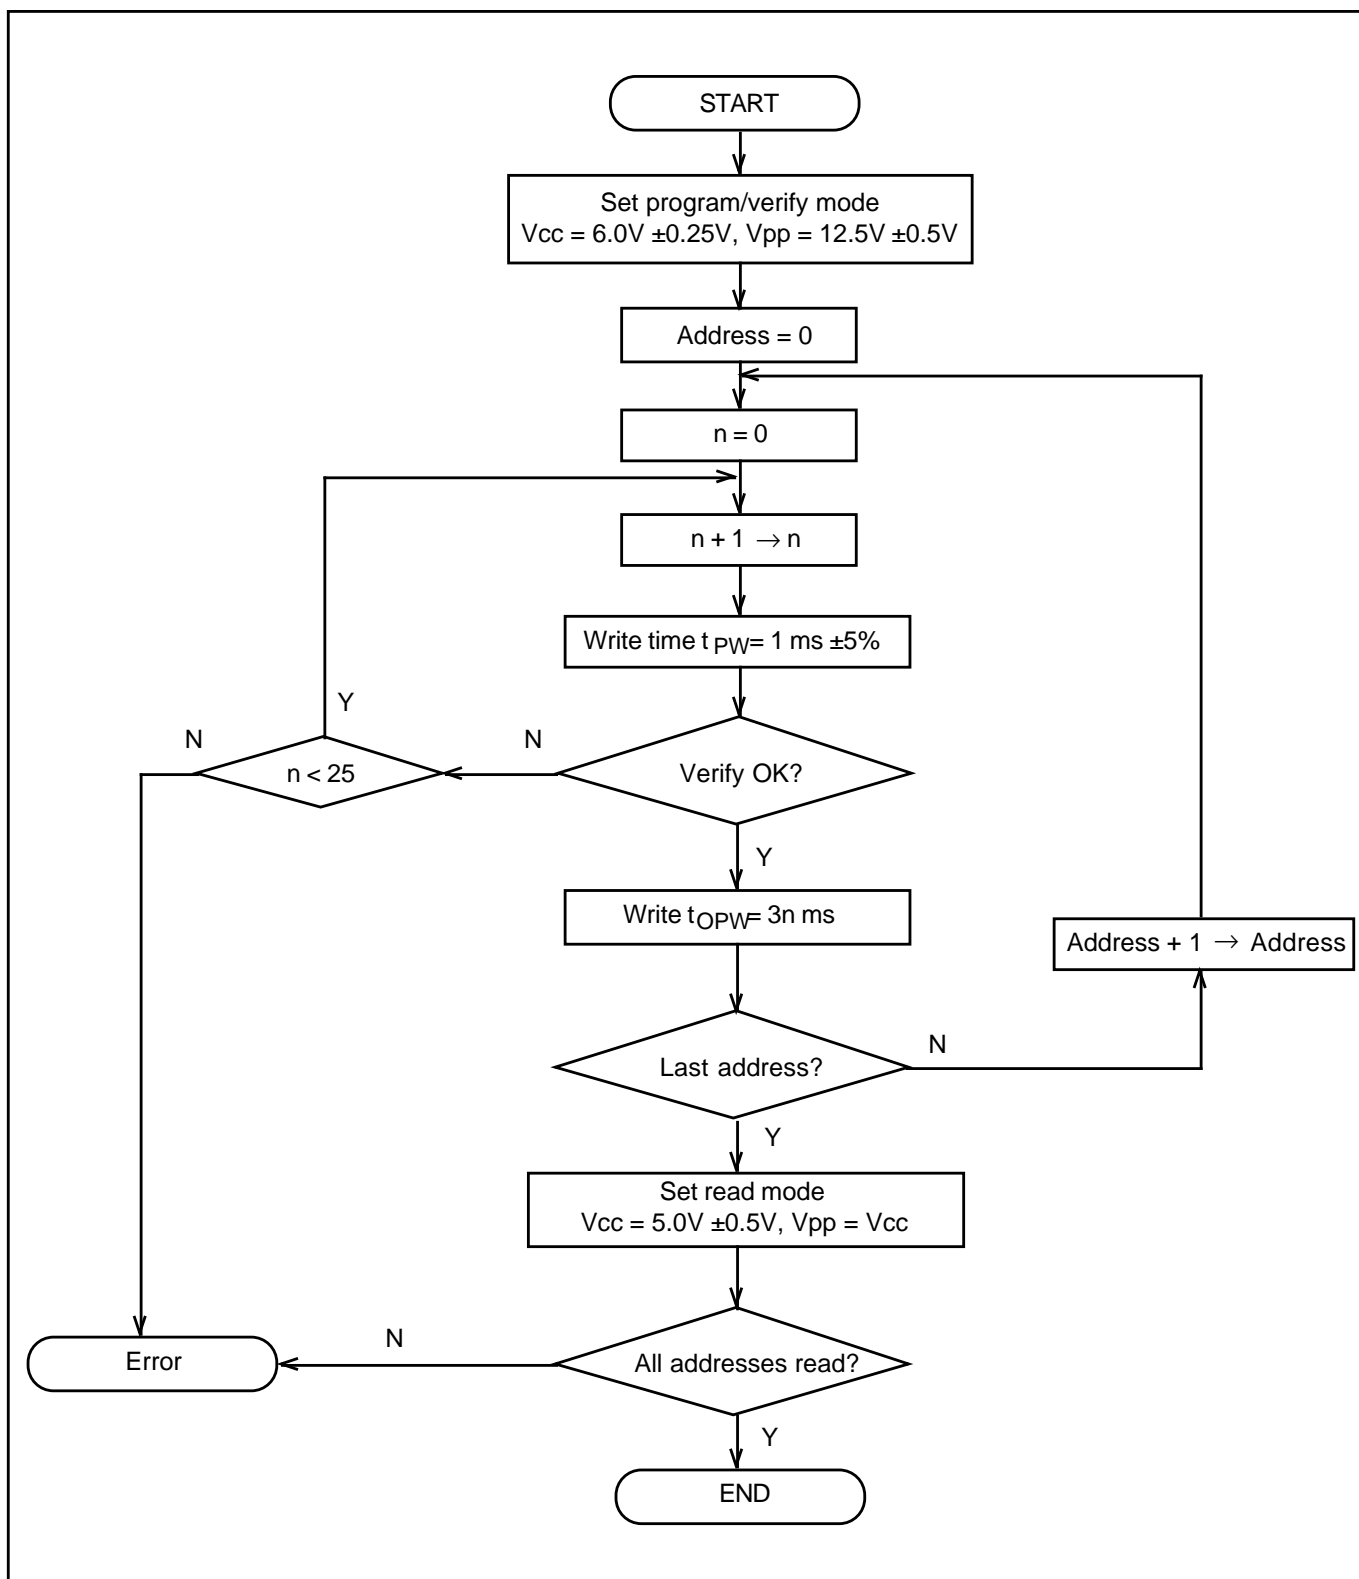 START
Set program/verify mode
Vcc = 6.0V ±0.25V, Vpp = 12.5V ±0.5V
Address = 0
n = 0
n + 1 → n
Write time tPW= 1 ms ±5%
Y
N
n < 25
N
Verify OK?
Y
Write tOPW= 3n ms
Address + 1 → Address
Last address?
N
Y
Set read mode
Vcc = 5.0V ±0.5V, Vpp = Vcc
Error
N
All addresses read?
Y
END